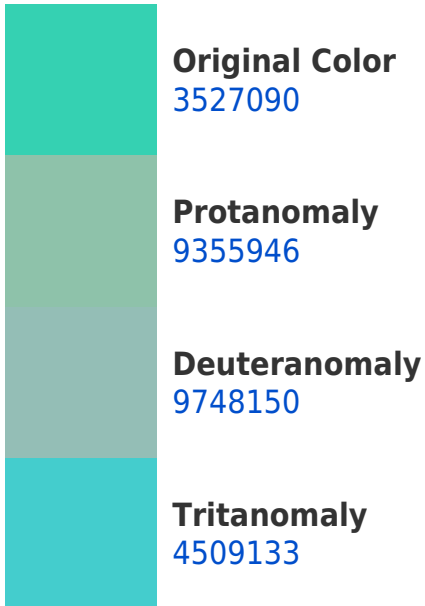 Original Color
3527090
Protanomaly
9355946
Deuteranomaly
9748150
Tritanomaly
4509133